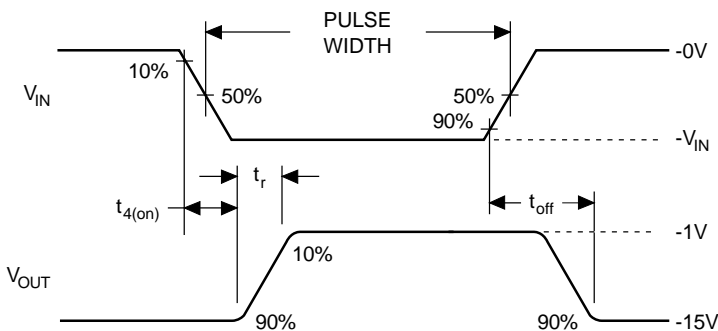 PULSE
WIDTH
-0V
10%
V_IN
50%
50%
90%
-V_IN
t_r
t_4(on)
t_off
-1V
10%
V_OUT
90%
90%
-15V